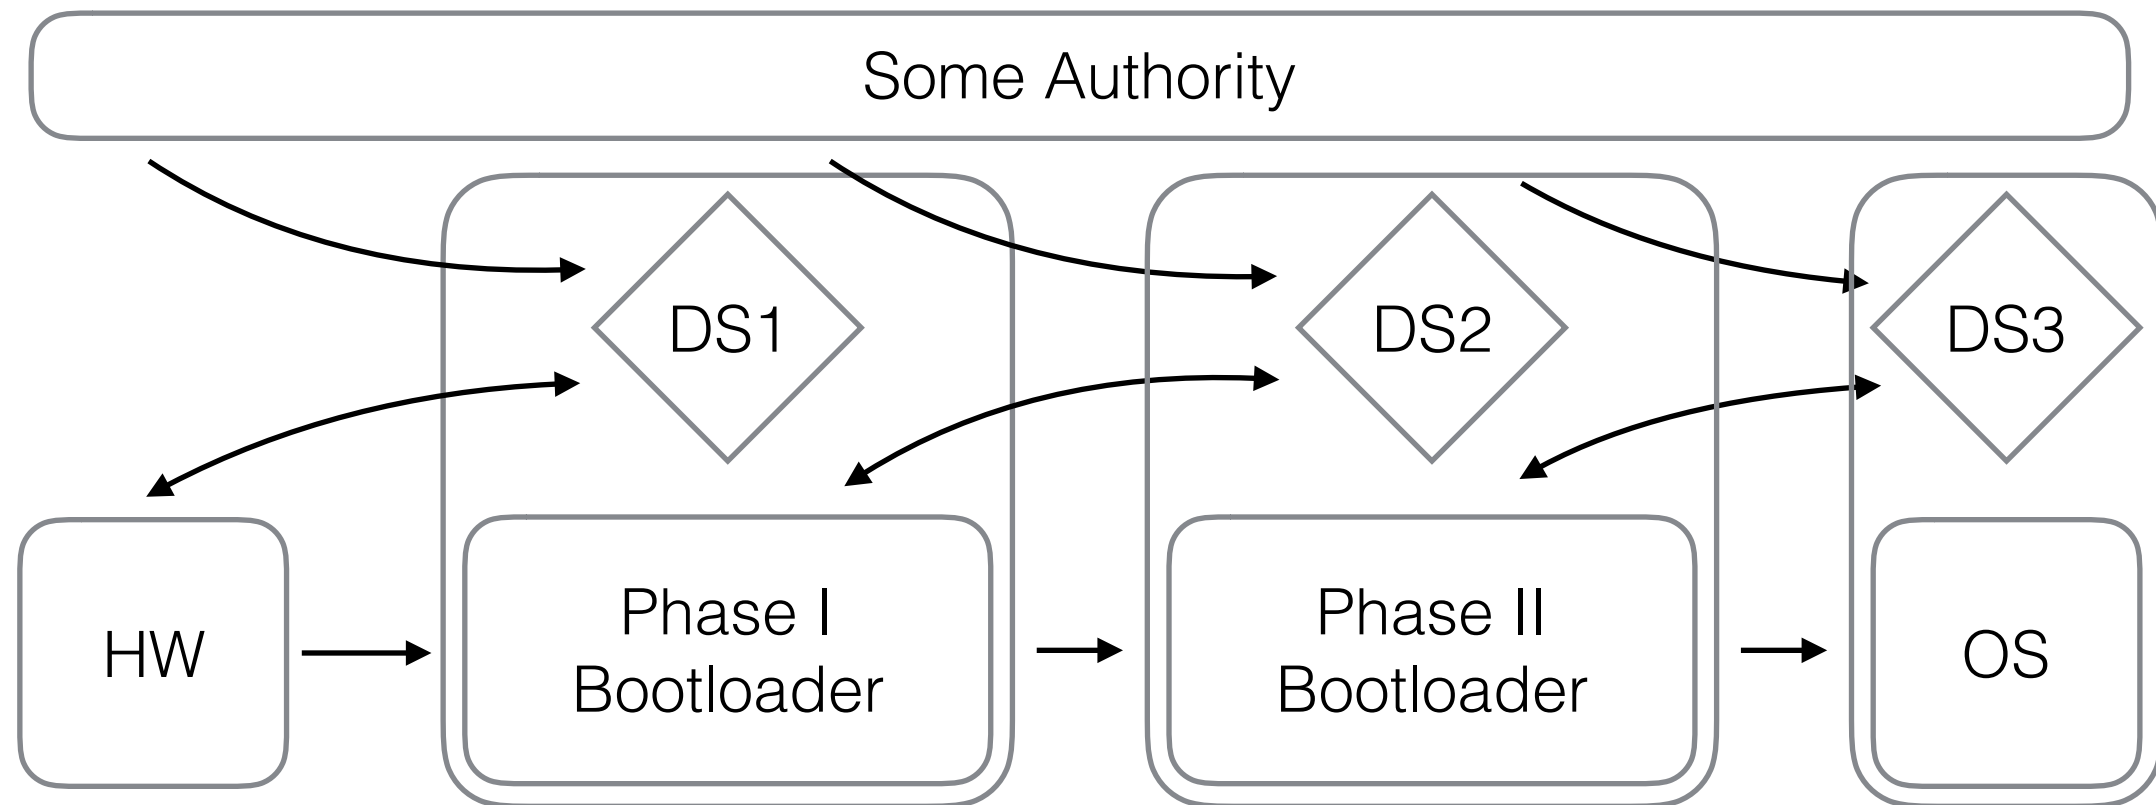 Some Authority
DS1
DS2
DS3
HW
Phase I
Bootloader
Phase II
Bootloader
OS